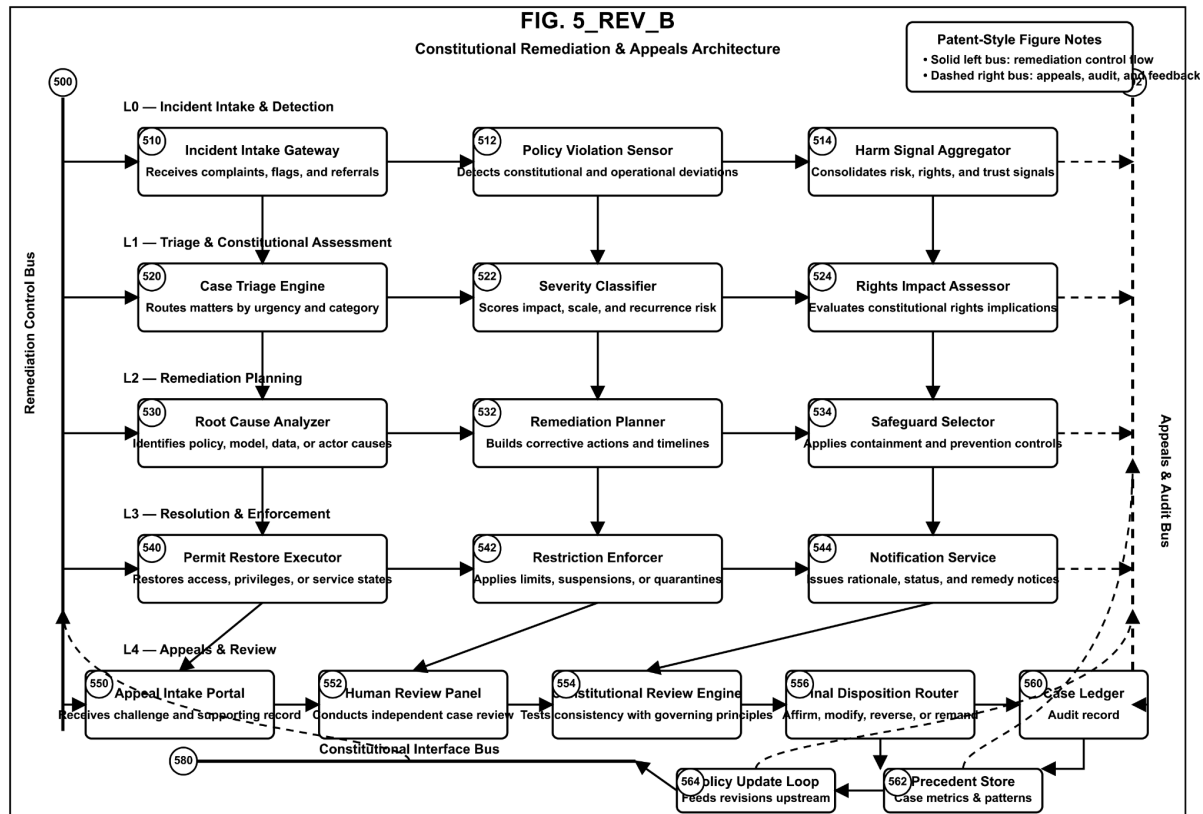 FIG. 5_REV_B
Constitutional Remediation & Appeals Architecture
Patent-Style Figure Notes
• Solid left bus: remediation control flow
• Dashed right bus: appeals, audit, and feedback
500
2
Remediation Control Bus
Appeals & Audit Bus
L0 — Incident Intake & Detection
510
Incident Intake Gateway
Receives complaints, flags, and referrals
512
Policy Violation Sensor
Detects constitutional and operational deviations
514
Harm Signal Aggregator
Consolidates risk, rights, and trust signals
L1 — Triage & Constitutional Assessment
520
Case Triage Engine
Routes matters by urgency and category
522
Severity Classifier
Scores impact, scale, and recurrence risk
524
Rights Impact Assessor
Evaluates constitutional rights implications
L2 — Remediation Planning
530
Root Cause Analyzer
Identifies policy, model, data, or actor causes
532
Remediation Planner
Builds corrective actions and timelines
534
Safeguard Selector
Applies containment and prevention controls
L3 — Resolution & Enforcement
540
Permit Restore Executor
Restores access, privileges, or service states
542
Restriction Enforcer
Applies limits, suspensions, or quarantines
544
Notification Service
Issues rationale, status, and remedy notices
L4 — Appeals & Review
550
Appeal Intake Portal
Receives challenge and supporting record
552
Human Review Panel
Conducts independent case review
554
stitutional Review Engine
Tests consistency with governing principles
556
inal Disposition Router
Affirm, modify, reverse, or remand
560
Case Ledger
Audit record
Constitutional Interface Bus
580
564
olicy Update Loop
Feeds revisions upstream
562
Precedent Store
Case metrics & patterns